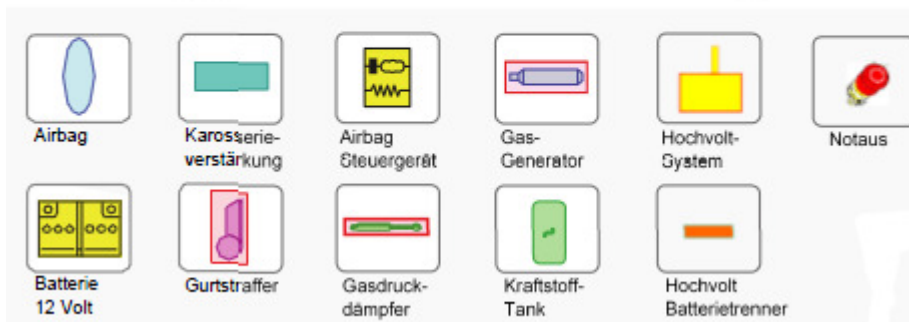 Airbag
Karosserie-
verstärkung
Airbag
Steuergerät
Gas-
Generator
Hochvolt-
System
Notaus
Batterie
12 Volt
Gurtstraffer
Gasdruck-
dämpfer
Kraftstoff-
Tank
Hochvolt
Batterietrenner